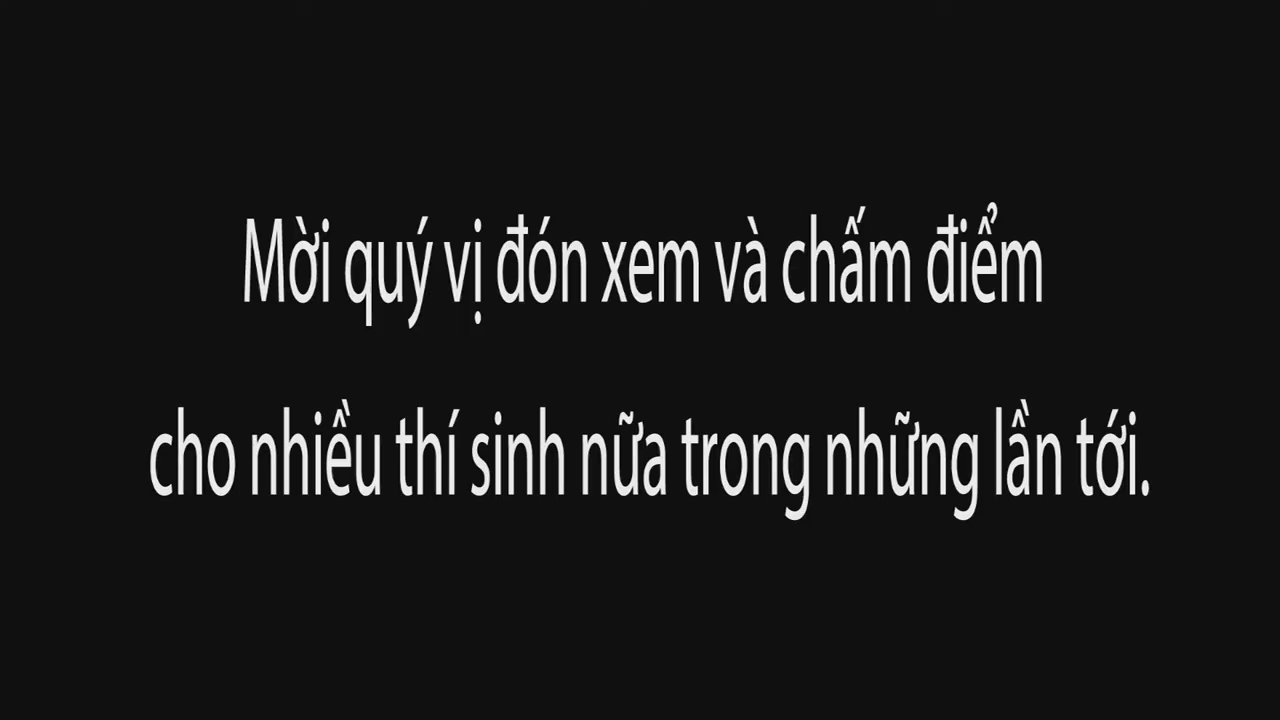 Mời quý vị đón xem và chấm điểm
cho nhiều thí sinh nữa trong những lần tới.